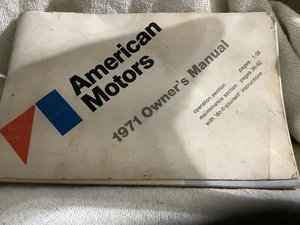 American
Motors
1971 Owner's Manual
operation section pages 1-35
maintenance section pages 36-92
with 'do-it-yourself' instructions